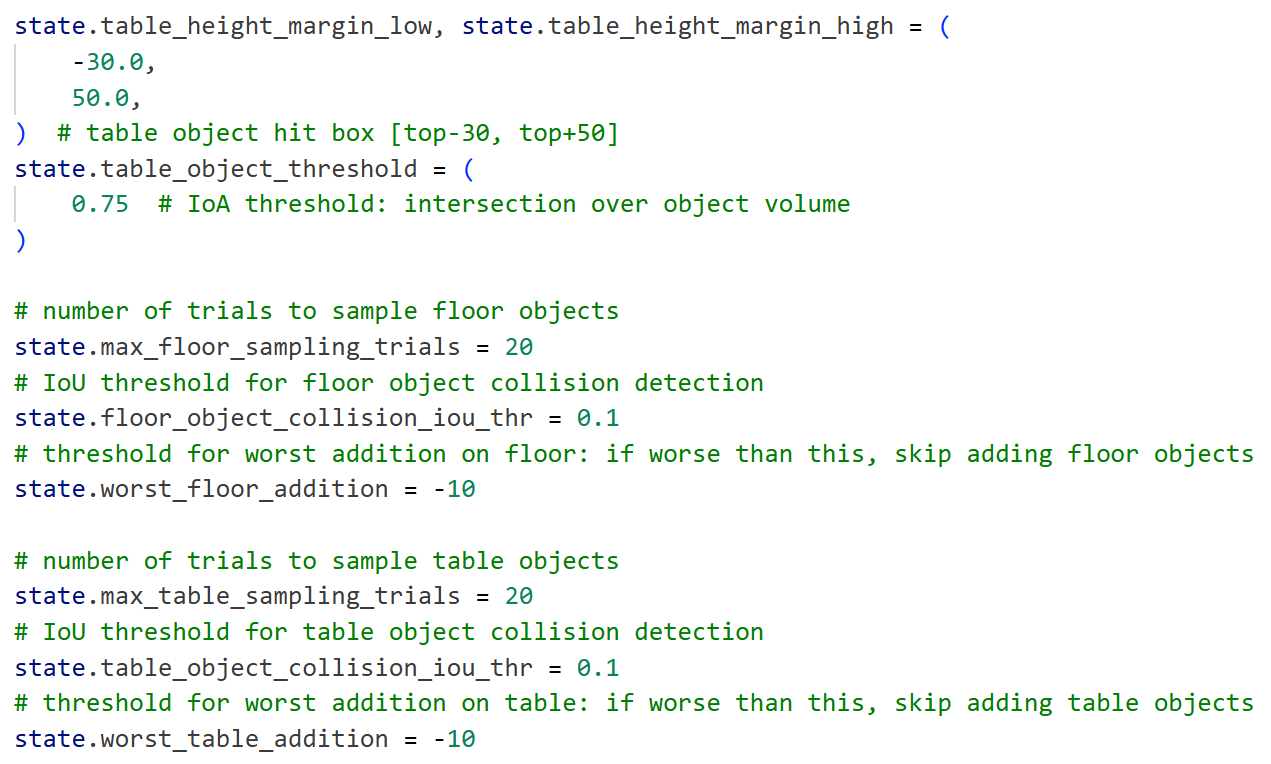 state.table_height_margin_low, state.table_height_margin_high = (
    -30.0,
    50.0,
)  # table object hit box [top-30, top+50]
state.table_object_threshold = (
    0.75  # IoA threshold: intersection over object volume
)

# number of trials to sample floor objects
state.max_floor_sampling_trials = 20
# IoU threshold for floor object collision detection
state.floor_object_collision_iou_thr = 0.1
# threshold for worst addition on floor: if worse than this, skip adding floor objects
state.worst_floor_addition = -10

# number of trials to sample table objects
state.max_table_sampling_trials = 20
# IoU threshold for table object collision detection
state.table_object_collision_iou_thr = 0.1
# threshold for worst addition on table: if worse than this, skip adding table objects
state.worst_table_addition = -10